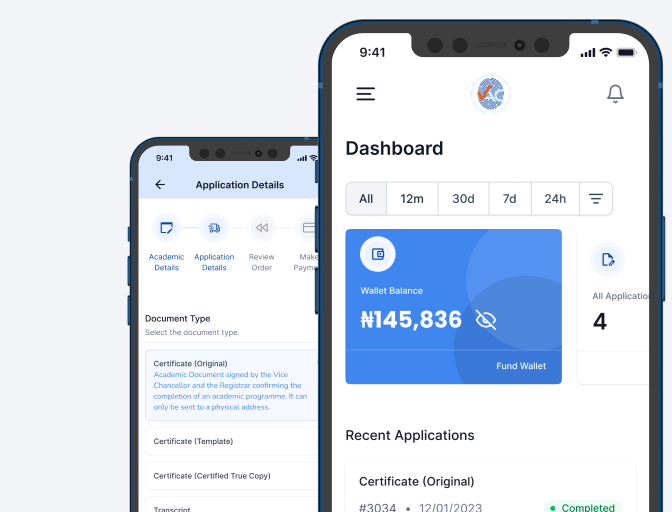 9:41
Application Details
Academic Details
Application Details
Review Order
Make
Document Type
Select the document type.
Certificate (Original)
Academic Document signed by the Vice
Chancellor and the Registrar confirming the
completion of an academic programme. It can
only be sent to a physical address.
Certificate (Template)
Certificate (Certified True Copy)
Transcript
9:41
Dashboard
All 12m 30d 7d 24h
Wallet Balance
₦145,836
Fund Wallet
All Applicatio
4
Recent Applications
Certificate (Original)
#3034 • 12/01/2023 Completed